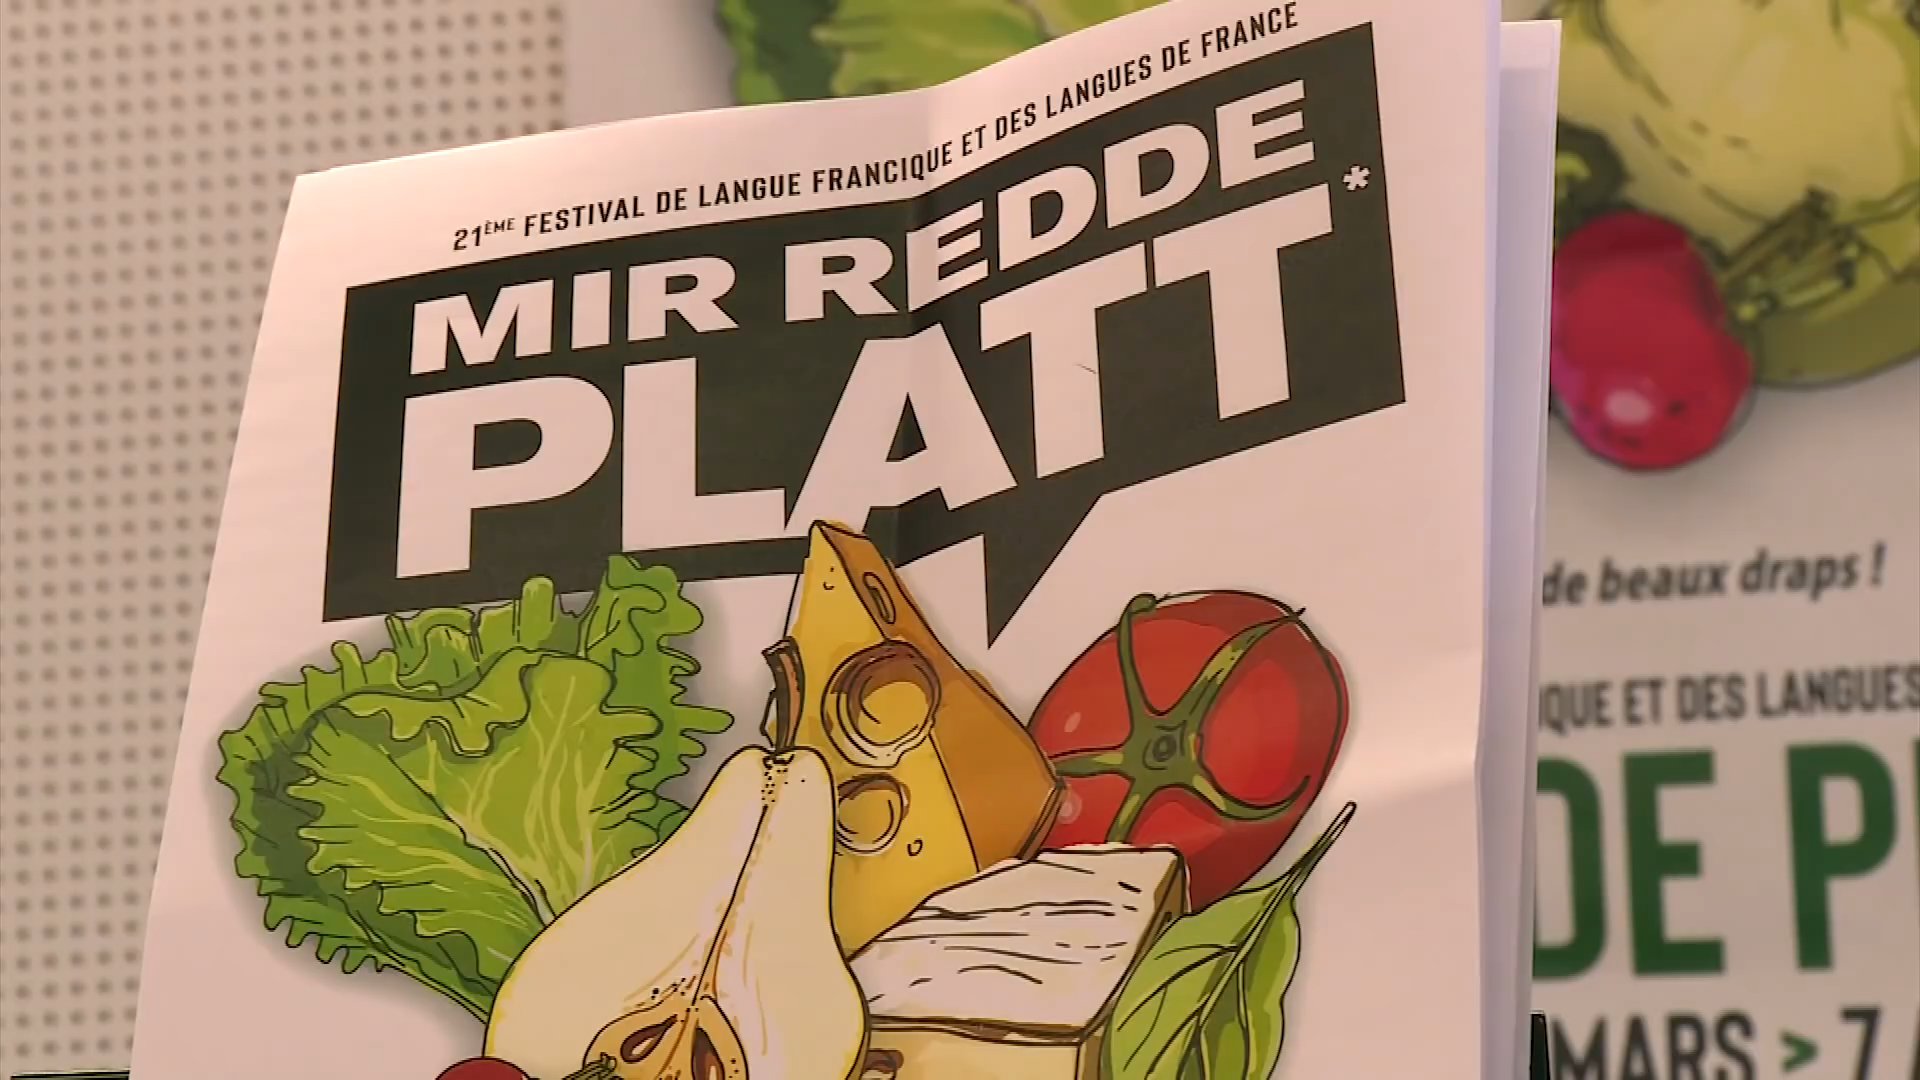 21ÈME FESTIVAL DE LANGUE FRANCIQUE ET DES LANGUES DE FRANCE
MIR REDDE
PLATT*
de beaux draps !
ET DES LANGUES
DE
MARS > 7